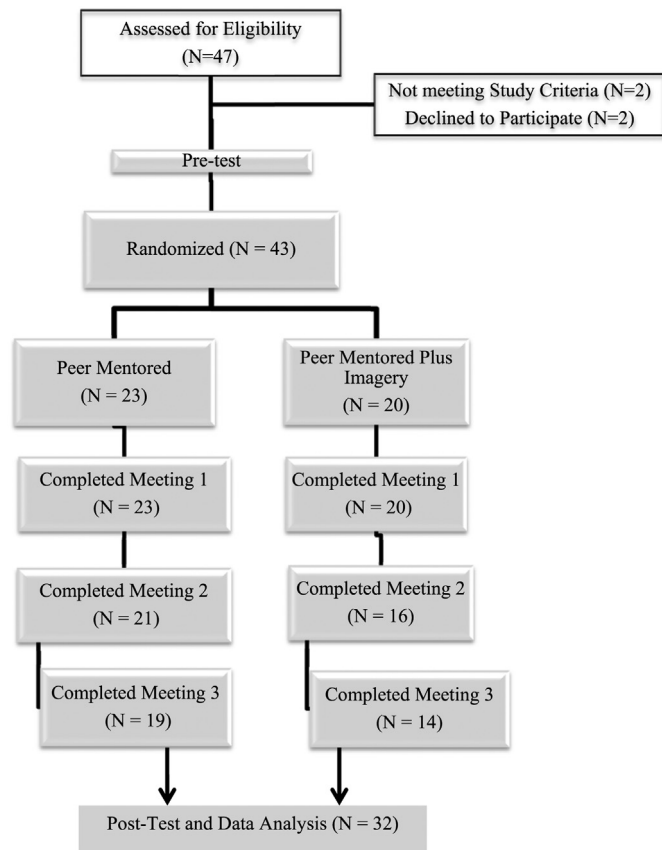 Assessed for Eligibility
(N=47)
Not meeting Study Criteria (N=2)
Declined to Participate (N=2)
Pre-test
Randomized (N = 43)
Peer Mentored
(N = 23)
Peer Mentored Plus
Imagery
(N = 20)
Completed Meeting 1
(N = 23)
Completed Meeting 1
(N = 20)
Completed Meeting 2
(N = 21)
Completed Meeting 2
(N = 16)
Completed Meeting 3
(N = 19)
Completed Meeting 3
(N = 14)
Post-Test and Data Analysis (N = 32)